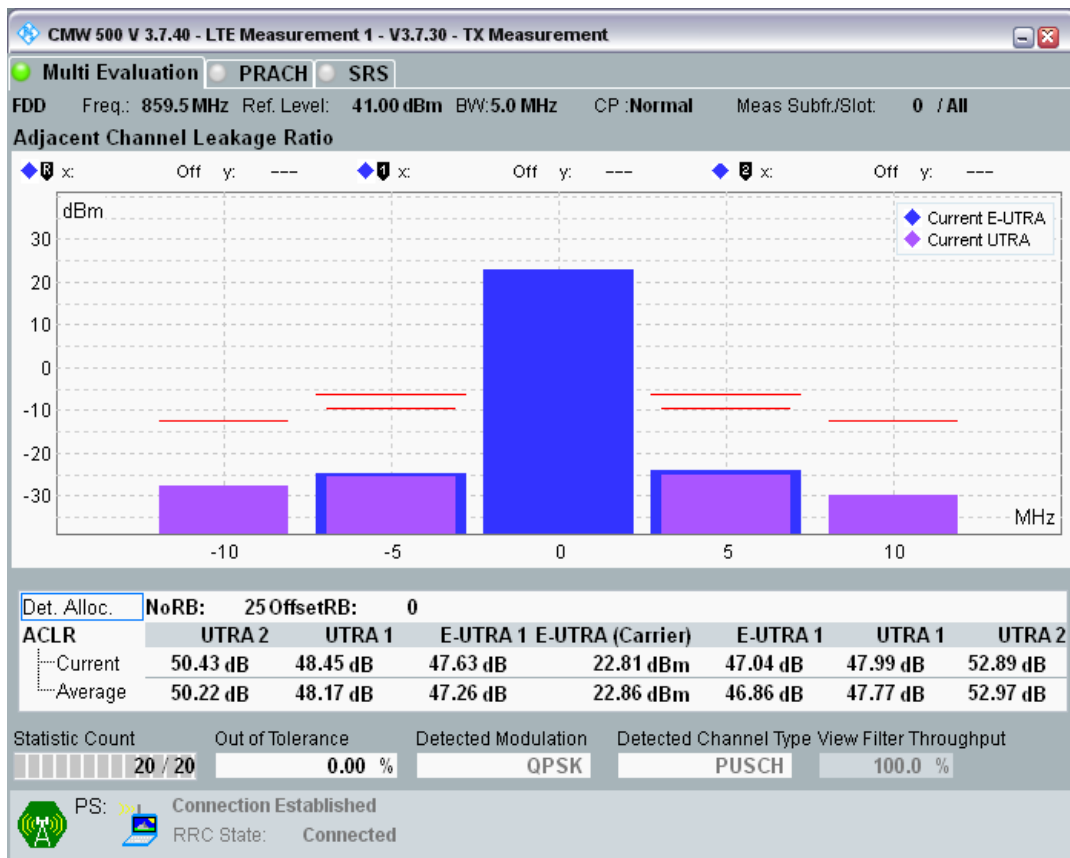 CMW 500 V 3.7.40 - LTE Measurement 1 - V3.7.30 - TX Measurement
Multi Evaluation PRACH SRS
FDD Freq.: 859.5 MHz Ref. Level: 41.00 dBm BW:5.0 MHz CP :Normal Meas Subfr./Slot: 0 / All
Adjacent Channel Leakage Ratio
R x: Off y: --- 1 x: Off y: --- 2 x: Off y: ---
dBm
Current E-UTRA
Current UTRA
30
20
10
0
-10
-20
-30
MHz
-10 -5 0 5 10
Det. Alloc. NoRB: 25 OffsetRB: 0
ACLR UTRA 2 UTRA 1 E-UTRA 1 E-UTRA (Carrier) E-UTRA 1 UTRA 1 UTRA 2
Current 50.43 dB 48.45 dB 47.63 dB 22.81 dBm 47.04 dB 47.99 dB 52.89 dB
Average 50.22 dB 48.17 dB 47.26 dB 22.86 dBm 46.86 dB 47.77 dB 52.97 dB
Statistic Count Out of Tolerance Detected Modulation Detected Channel Type View Filter Throughput
20 / 20 0.00 % QPSK PUSCH 100.0 %
PS: Connection Established
RRC State: Connected